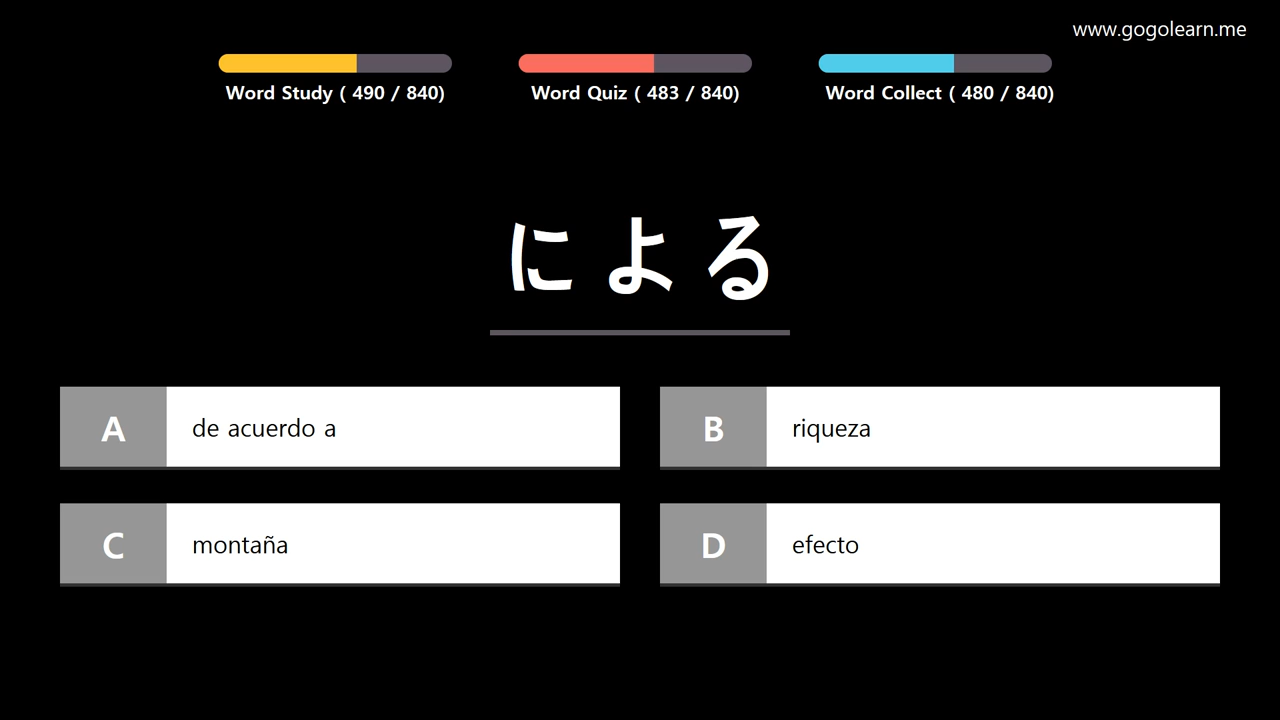 www.gogolearn.me
Word Study ( 490 / 840)
Word Quiz ( 483 / 840)
Word Collect ( 480 / 840)
による
A de acuerdo a
B riqueza
C montaña
D efecto